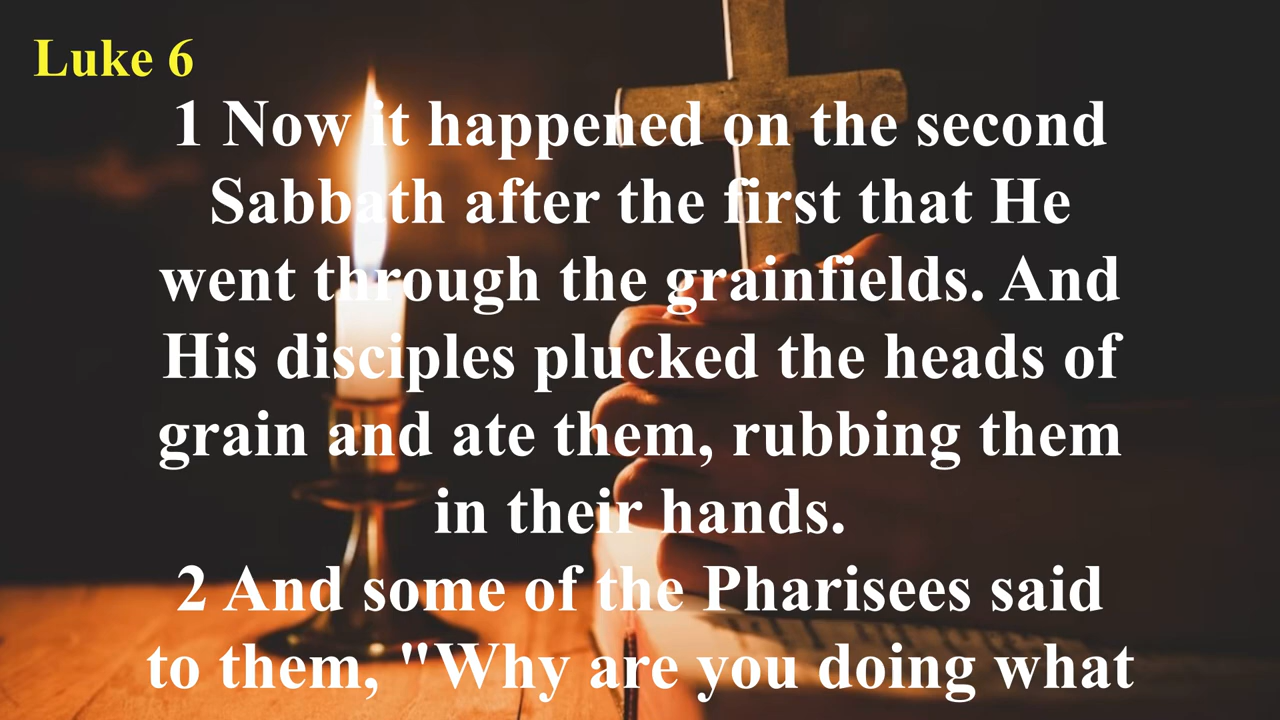 Luke 6
1 Now it happened on the second
Sabbath after the first that He
went through the grainfields. And
His disciples plucked the heads of
grain and ate them, rubbing them
in their hands.
2 And some of the Pharisees said
to them, "Why are you doing what